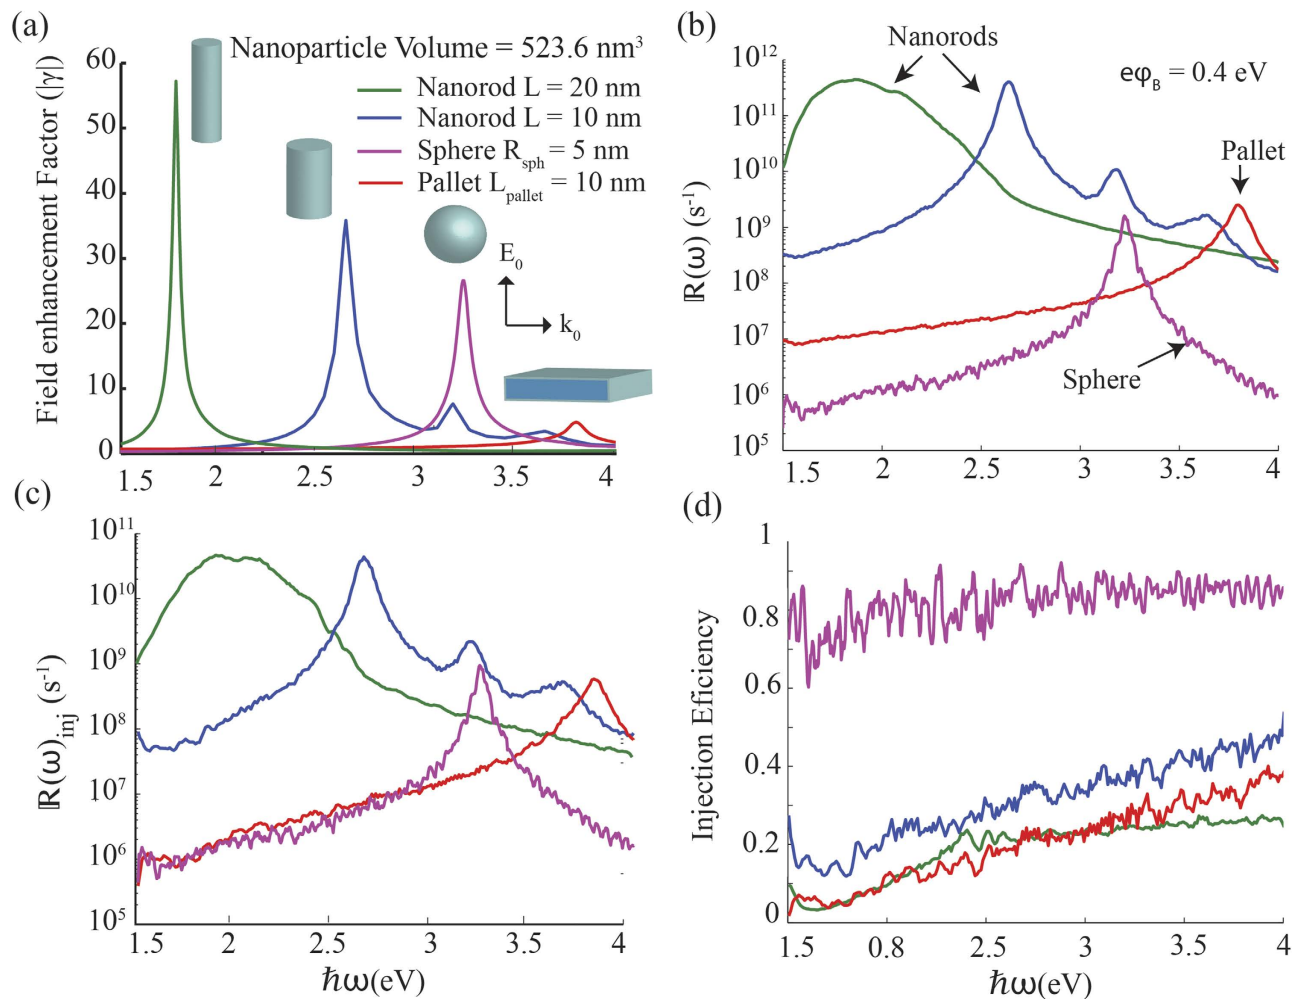 (a)
Nanoparticle Volume = 523.6 nm³
Nanorod L = 20 nm
Nanorod L = 10 nm
Sphere R_sph = 5 nm
Pallet L_pallet = 10 nm
E₀
k₀
Field enhancement Factor (|γ|)
60
50
40
30
20
10
0
1.5 2 2.5 3 3.5 4
(b)
Nanorods
eφ_B = 0.4 eV
Pallet
Sphere
R(ω) (s⁻¹)
10¹²
10¹¹
10¹⁰
10⁹
10⁸
10⁷
10⁶
10⁵
1.5 2 2.5 3 3.5 4
(c)
R(ω)_inj (s⁻¹)
10¹¹
10¹⁰
10⁹
10⁸
10⁷
10⁶
10⁵
1.5 2 2.5 3 3.5 4
ħω(eV)
(d)
Injection Eficiency
1
0.8
0.6
0.4
0.2
0
1.5 0.8 2.5 3 3.5 4
ħω(eV)